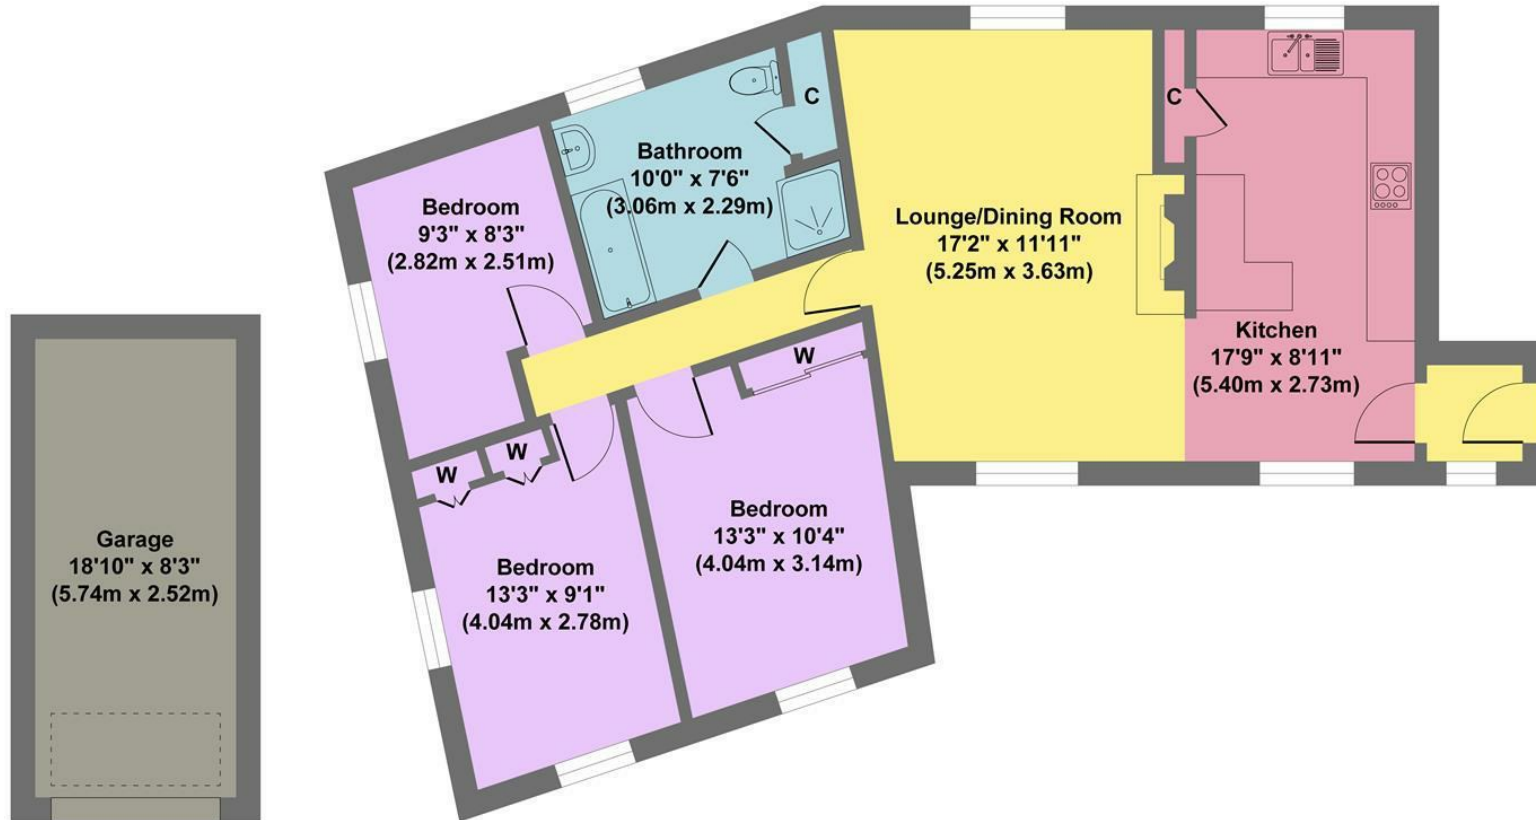 C
Bathroom
10'0" x 7'6"
(3.06m x 2.29m)
Bedroom
9'3" x 8'3"
(2.82m x 2.51m)
Lounge/Dining Room
17'2" x 11'11"
(5.25m x 3.63m)
C
Kitchen
17'9" x 8'11"
(5.40m x 2.73m)
W
W
W
Bedroom
13'3" x 10'4"
(4.04m x 3.14m)
Bedroom
13'3" x 9'1"
(4.04m x 2.78m)
Garage
18'10" x 8'3"
(5.74m x 2.52m)